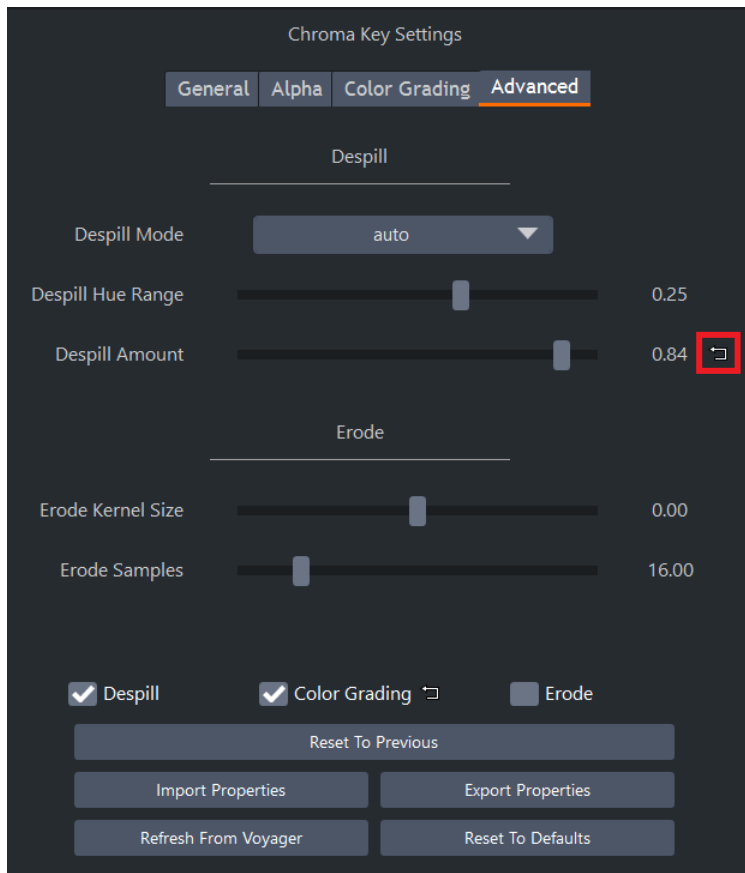 Chroma Key Settings
General Alpha Color Grading Advanced
Despill
Despill Mode auto
Despill Hue Range 0.25
Despill Amount 0.84
Erode
Erode Kernel Size 0.00
Erode Samples 16.00
Despill Color Grading Erode
Reset To Previous
Import Properties Export Properties
Refresh From Voyager Reset To Defaults